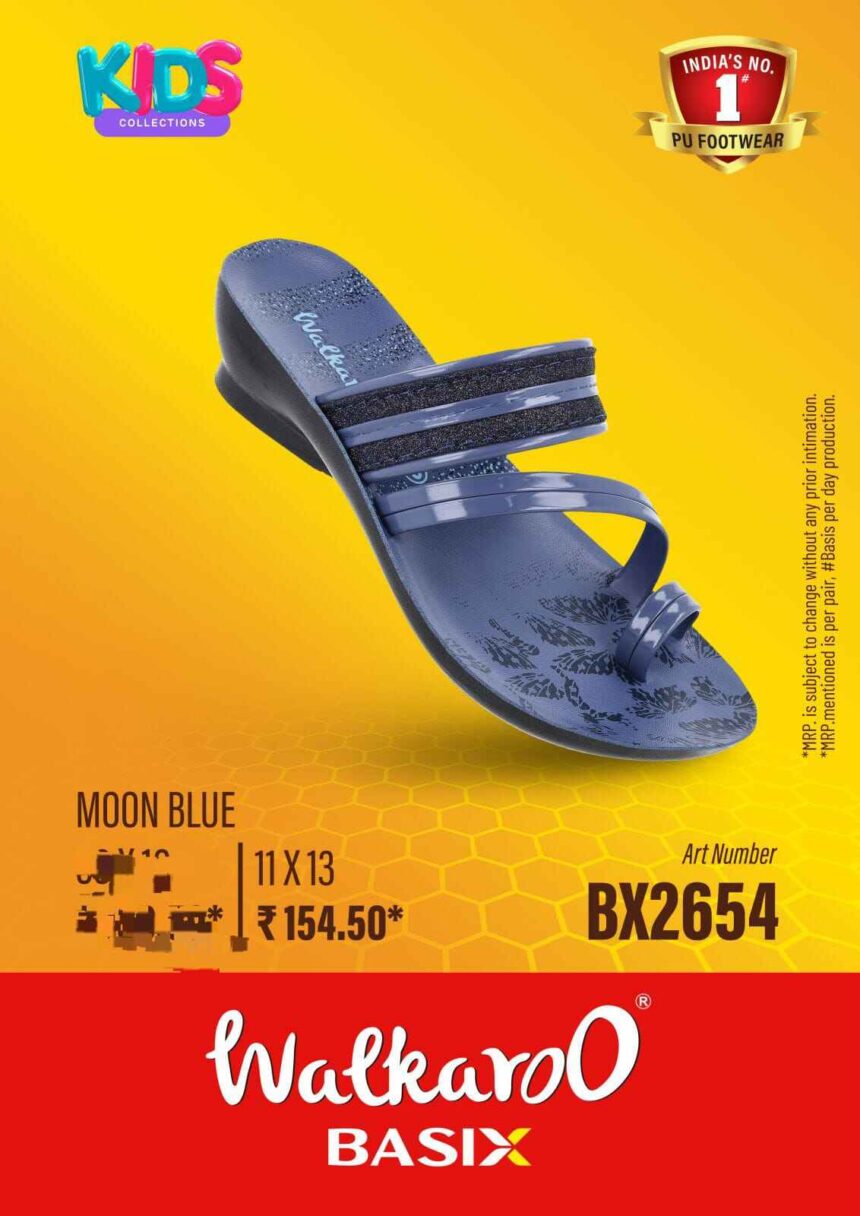 KIDS
COLLECTIONS
INDIA'S NO.
1#
PU FOOTWEAR
Walkar
*MRP. is subject to change without any prior intimation.
*MRP.mentioned is per pair, #Basis per day production.
MOON BLUE
11 X 13
₹ 154.50*
Art Number
BX2654
Walkaroo®
BASIX